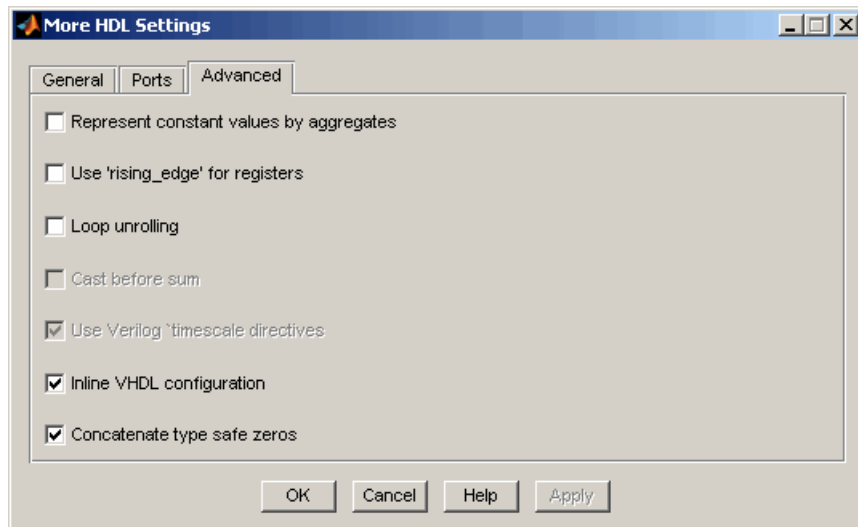 More HDL Settings
General Ports Advanced
Represent constant values by aggregates
Use 'rising_edge' for registers
Loop unrolling
Cast before sum
Use Verilog `timescale directives
Inline VHDL configuration
Concatenate type safe zeros
OK Cancel Help Apply